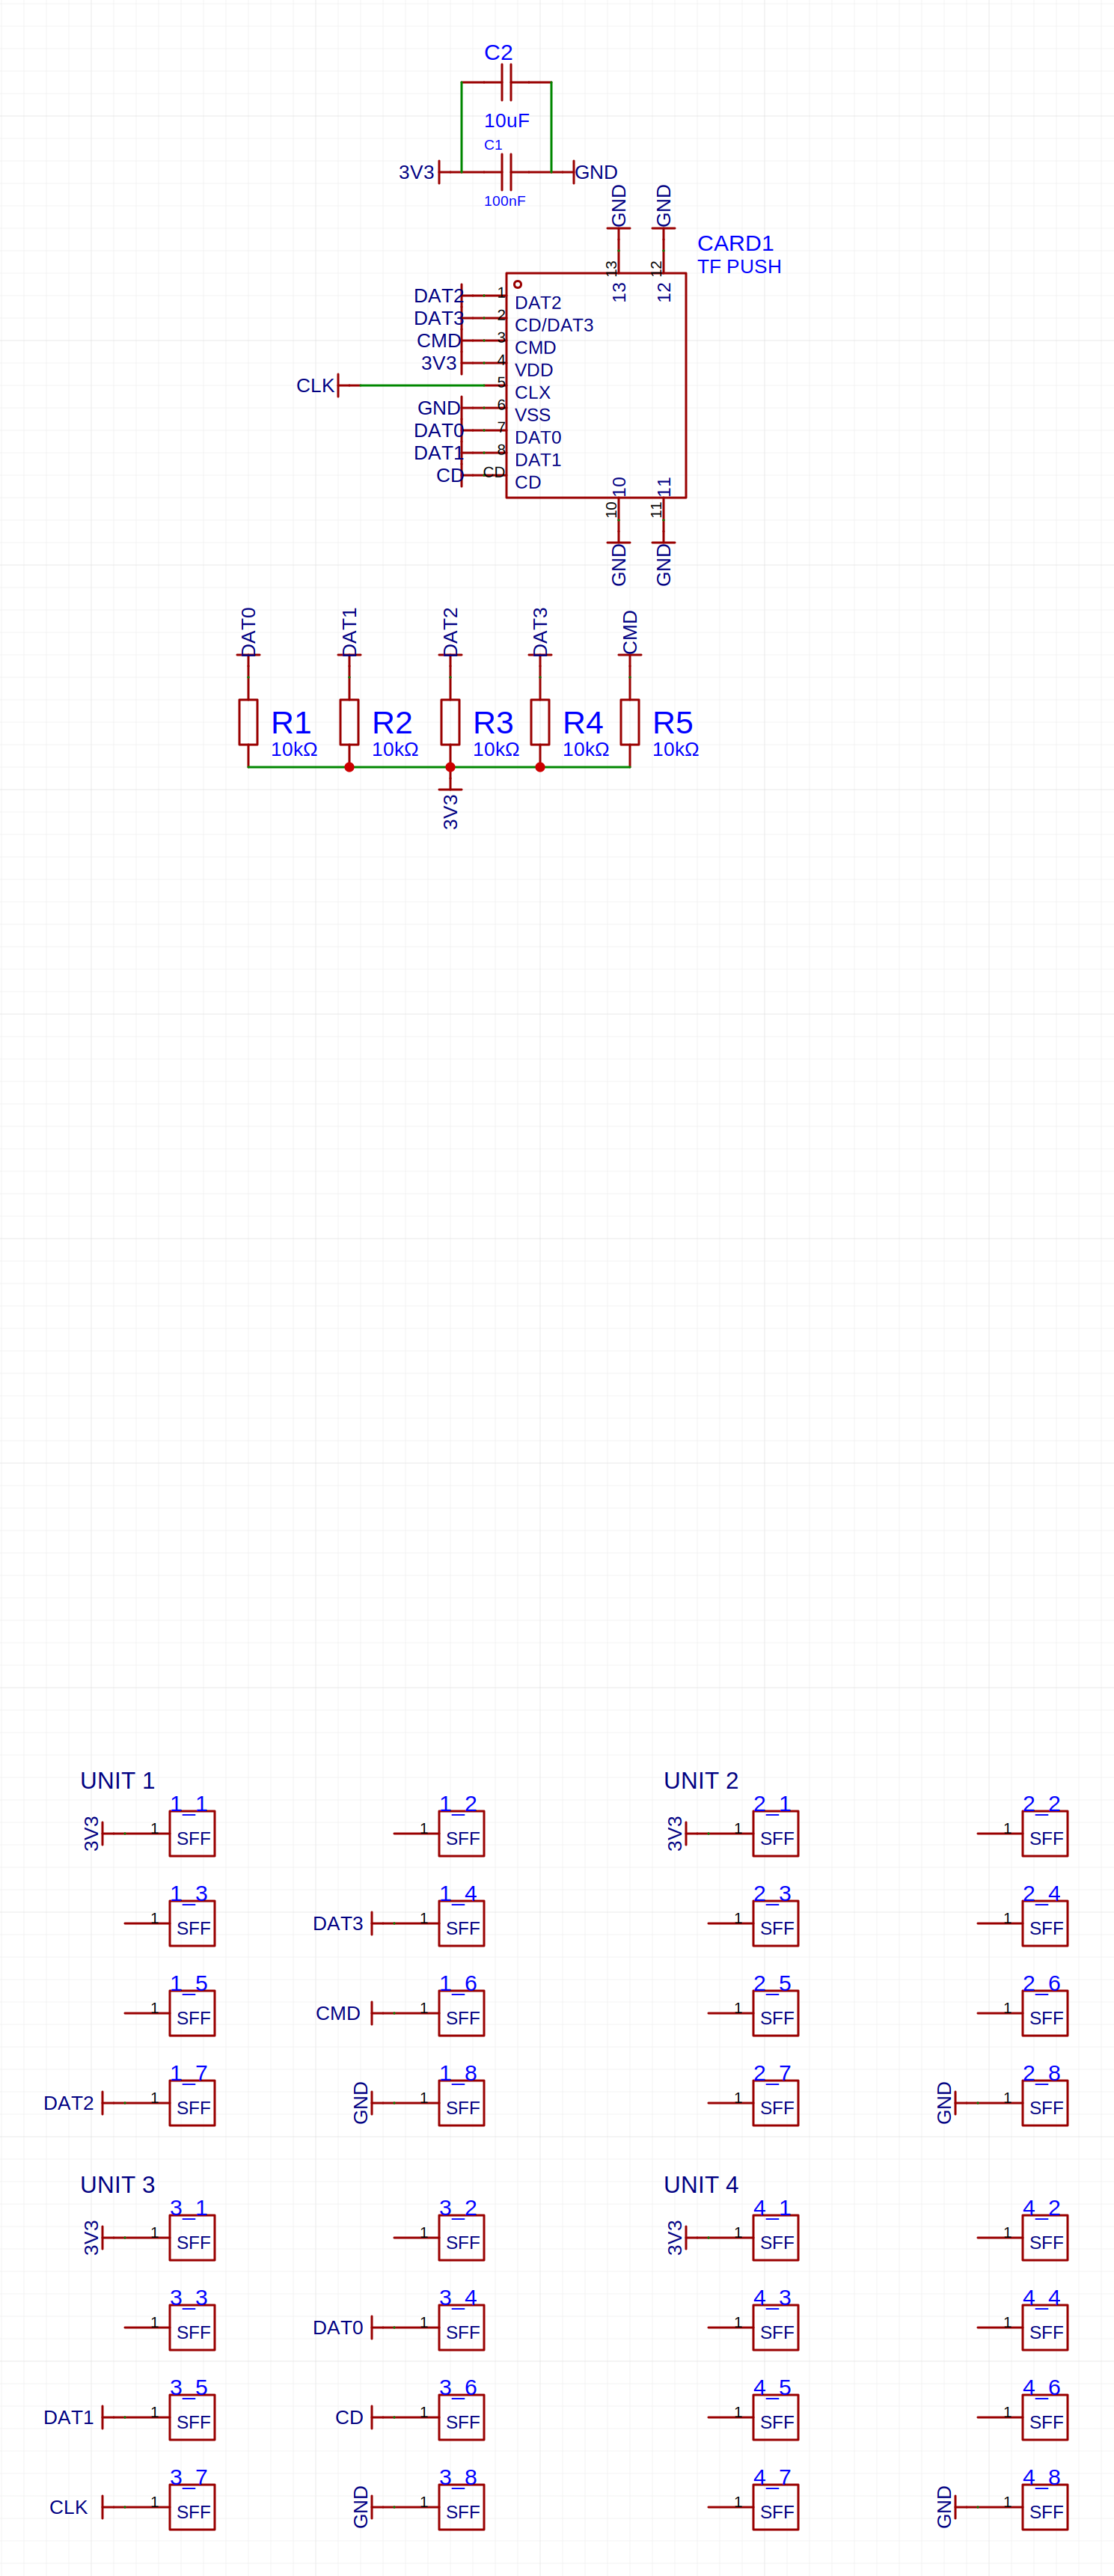 C2
10uF
C1
3V3 GND
100nF
GND GND
CARD1
TF PUSH
13 12
13 12
DAT2 1 DAT2
DAT3 2 CD/DAT3
CMD 3 CMD
3V3 4 VDD
CLK 5 CLX
GND 6 VSS
DAT0 7 DAT0
DAT1 8 DAT1
CD CD CD
10 11
10 11
GND GND
DAT0 DAT1 DAT2 DAT3 CMD
R1 R2 R3 R4 R5
10kΩ 10kΩ 10kΩ 10kΩ 10kΩ
3V3
UNIT 1 UNIT 2
1_1 1_2 2_1 2_2
3V3 1 SFF 1 SFF 3V3 1 SFF 1 SFF
1_3 1_4 2_3 2_4
1 SFF DAT3 1 SFF 1 SFF 1 SFF
1_5 1_6 2_5 2_6
1 SFF CMD 1 SFF 1 SFF 1 SFF
1_7 1_8 2_7 2_8
DAT2 1 SFF GND 1 SFF 1 SFF GND 1 SFF
UNIT 3 UNIT 4
3_1 3_2 4_1 4_2
3V3 1 SFF 1 SFF 3V3 1 SFF 1 SFF
3_3 3_4 4_3 4_4
1 SFF DAT0 1 SFF 1 SFF 1 SFF
3_5 3_6 4_5 4_6
DAT1 1 SFF CD 1 SFF 1 SFF 1 SFF
3_7 3_8 4_7 4_8
CLK 1 SFF GND 1 SFF 1 SFF GND 1 SFF